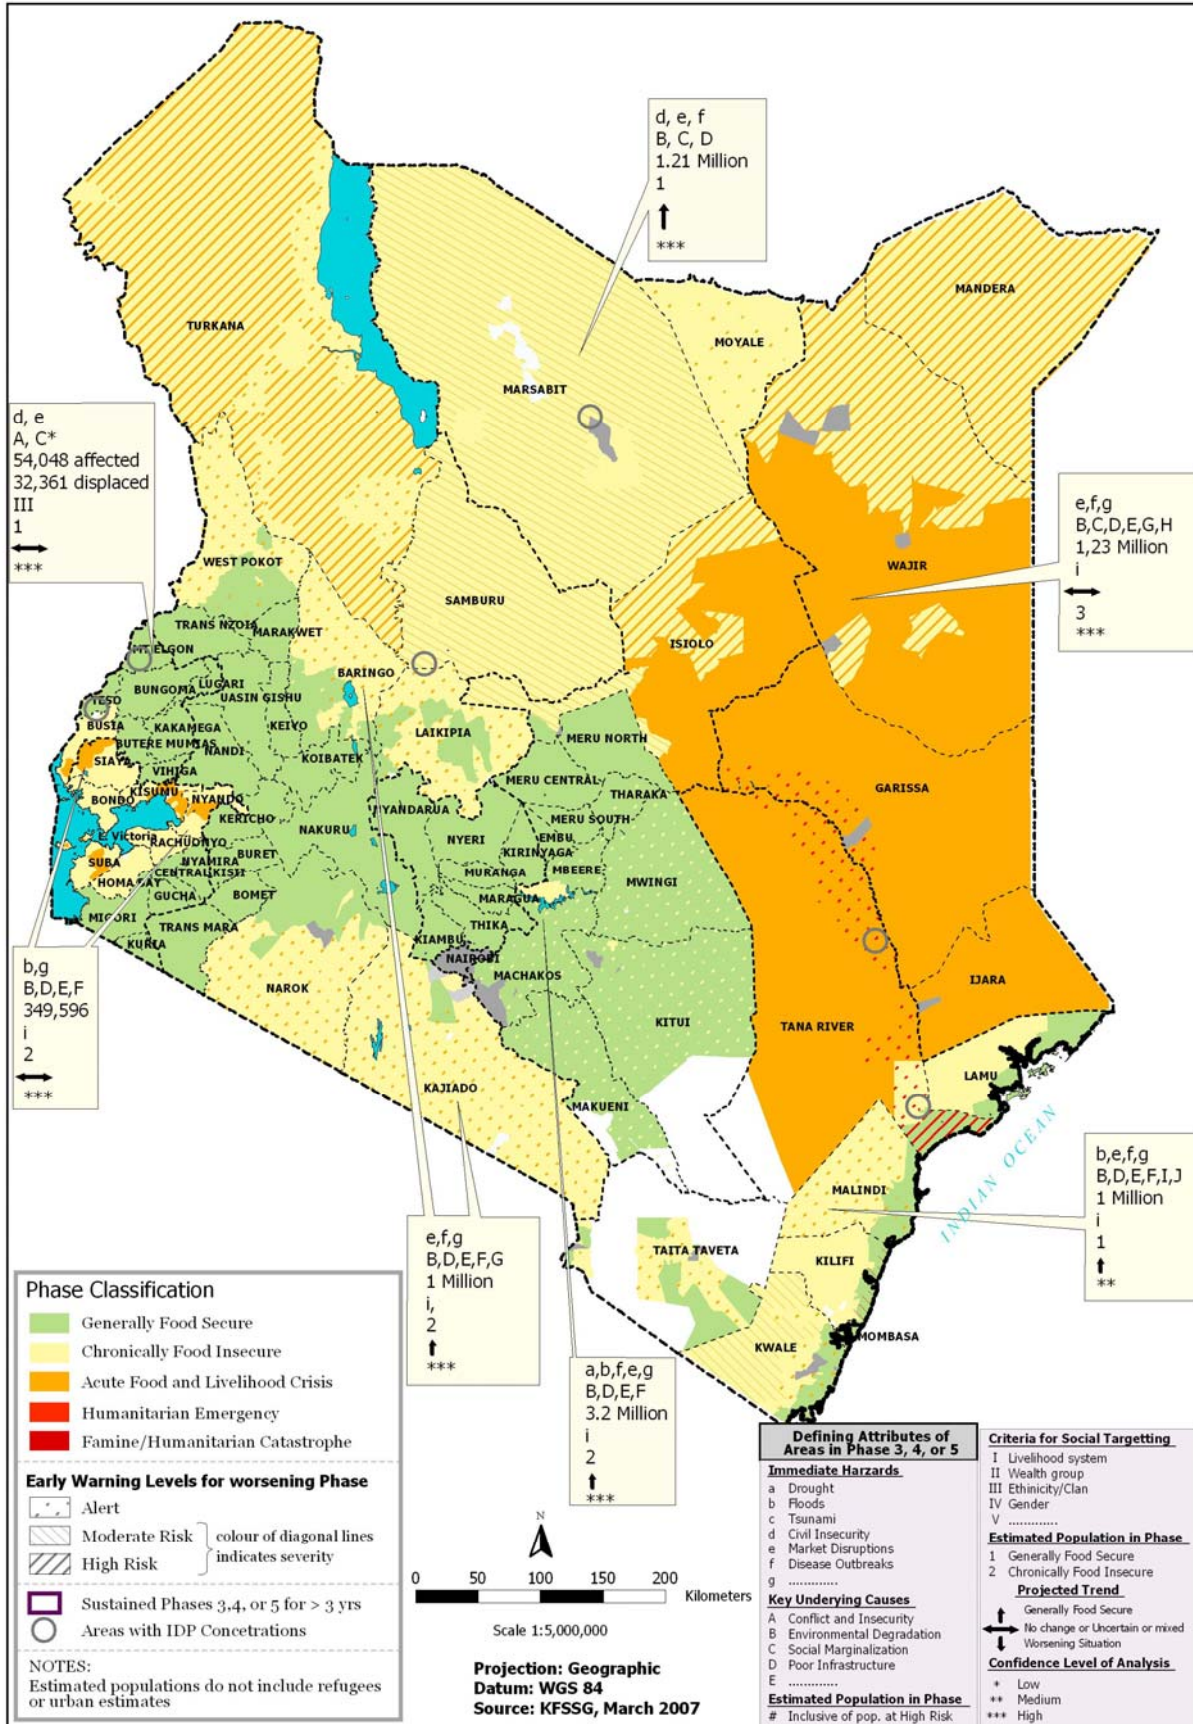 d, e, f
B, C, D
1.21 Million
1
***
MANDERA
MOYALE
TURKANA
MARSABIT
d, e
A, C*
54,048 affected
32,361 displaced
III
1
***
e,f,g
B,C,D,E,G,H
1,23 Million
i
3
***
WAJIR
WEST POKOT
SAMBURU
ISIOLO
TRANS NZOIA
MARAKWET
MT ELGON
BARINGO
LUGARI
BUNGOMA
UASIN GISHU
TESO
BUSIA
KAKAMEGA
KEIYO
LAIKIPIA
MERU NORTH
BUTERE MUMIAS
NANDI
KOIBATEK
SIAYA
VIHIGA
MERU CENTRAL
GARISSA
KISUNU
BONDO
NYANDO
THARAKA
NYANDARUA
KERICHO
MERU SOUTH
L. Victoria
RACHUONYO
NAKURU
NYERI
EMBU
KIRINYAGA
BURET
SUBA
NYAMIRA
CENTRALKISII
MURANGA
MBEERE
MWINGI
HOMA BAY
GUCHA
BOMET
MARAGUA
MIGORI
TRANS MARA
THIKA
KIAMBU
KURIA
NAIROBI
MACHAKOS
b,g
B,D,E,F
349,596
i
2
***
NAROK
IJARA
KITUI
TANA RIVER
LAMU
KAJIADO
MAKUENI
INDIAN OCEAN
MALINDI
b,e,f,g
B,D,E,F,I,J
1 Million
i
1
**
TAITA TAVETA
KILIFI
e,f,g
B,D,E,F,G
1 Million
i,
2
***
KWALE
MOMBASA
a,b,f,e,g
B,D,E,F
3.2 Million
i
2
***
Phase Classification
Generally Food Secure
Chronically Food Insecure
Acute Food and Livelihood Crisis
Humanitarian Emergency
Famine/Humanitarian Catastrophe
Early Warning Levels for worsening Phase
Alert
Moderate Risk
High Risk
colour of diagonal lines
indicates severity
Sustained Phases 3,4, or 5 for > 3 yrs
Areas with IDP Concetrations
NOTES:
Estimated populations do not include refugees
or urban estimates
N
0 50 100 150 200
Kilometers
Scale 1:5,000,000
Projection: Geographic
Datum: WGS 84
Source: KFSSG, March 2007
Defining Attributes of
Areas in Phase 3, 4, or 5
Immediate Harzards
a Drought
b Floods
c Tsunami
d Civil Insecurity
e Market Disruptions
f Disease Outbreaks
g .............
Key Underlying Causes
A Conflict and Insecurity
B Environmental Degradation
C Social Marginalization
D Poor Infrastructure
E .............
Estimated Population in Phase
# Inclusive of pop. at High Risk
Criteria for Social Targetting
I Livelihood system
II Wealth group
III Ethinicity/Clan
IV Gender
V .............
Estimated Population in Phase
1 Generally Food Secure
2 Chronically Food Insecure
Projected Trend
Generally Food Secure
No change or Uncertain or mixed
Worsening Situation
Confidence Level of Analysis
* Low
** Medium
*** High